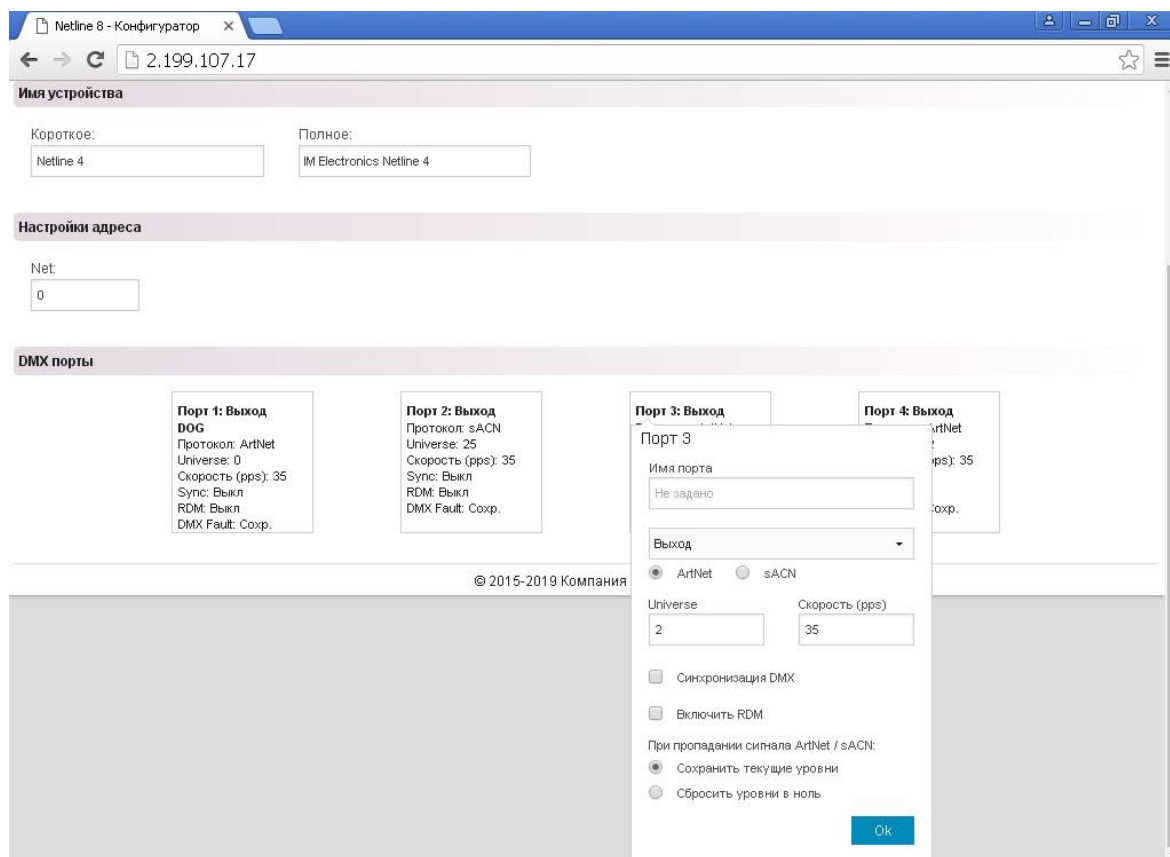 Netline 8 - Конфигуратор
2.199.107.17
Имя устройства
Короткое:
Полное:
Netline 4
IM Electronics Netline 4
Настройки адреса
Net:
0
DMX порты
Порт 1: Выход
DOG
Протокол: ArtNet
Universe: 0
Скорость (pps): 35
Sync: Выкл
RDM: Выкл
DMX Fault: Сохр.
Порт 2: Выход
Протокол: sACN
Universe: 25
Скорость (pps): 35
Sync: Выкл
RDM: Выкл
DMX Fault: Сохр.
Порт 3: Выход
Порт 3
Имя порта
Не задано
Выход
ArtNet
sACN
Universe
Скорость (pps)
2
35
Синхронизация DMX
Включить RDM
При пропадании сигнала ArtNet / sACN:
Сохранить текущие уровни
Сбросить уровни в ноль
Ok
Порт 4: Выход
© 2015-2019 Компания